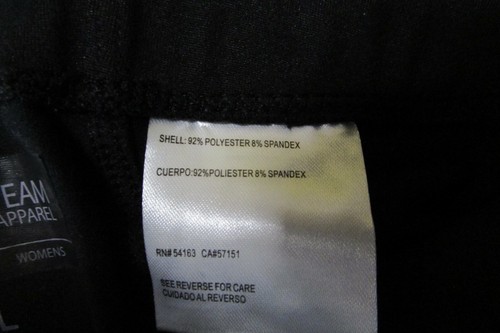 SHELL: 92% POLYESTER 8% SPANDEX
CUERPO:92%POLIESTER 8% SPANDEX
RN# 54163 CA#57151
SEE REVERSE FOR CARE
CUIDADO AL REVERSO
EAM
APPAREL
WOMENS
L